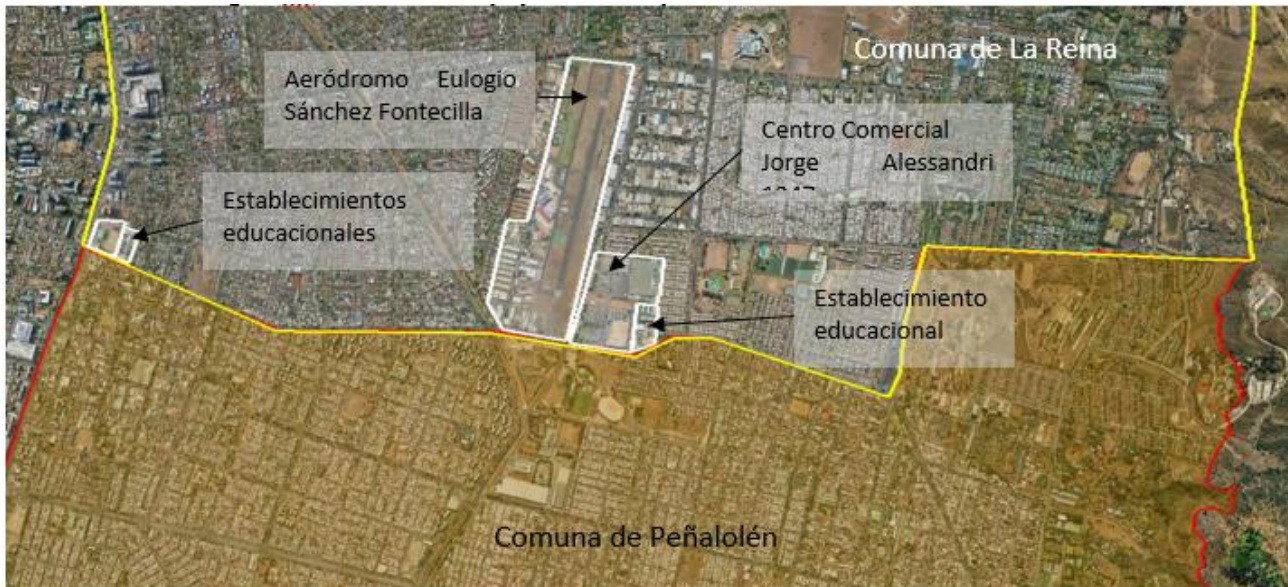 Comuna de La Reina
Aeródromo Eulogio
Sánchez Fontecilla
Centro Comercial
Jorge Alessandri
Establecimientos
educacionales
Establecimiento
educacional
Comuna de Peñalolén